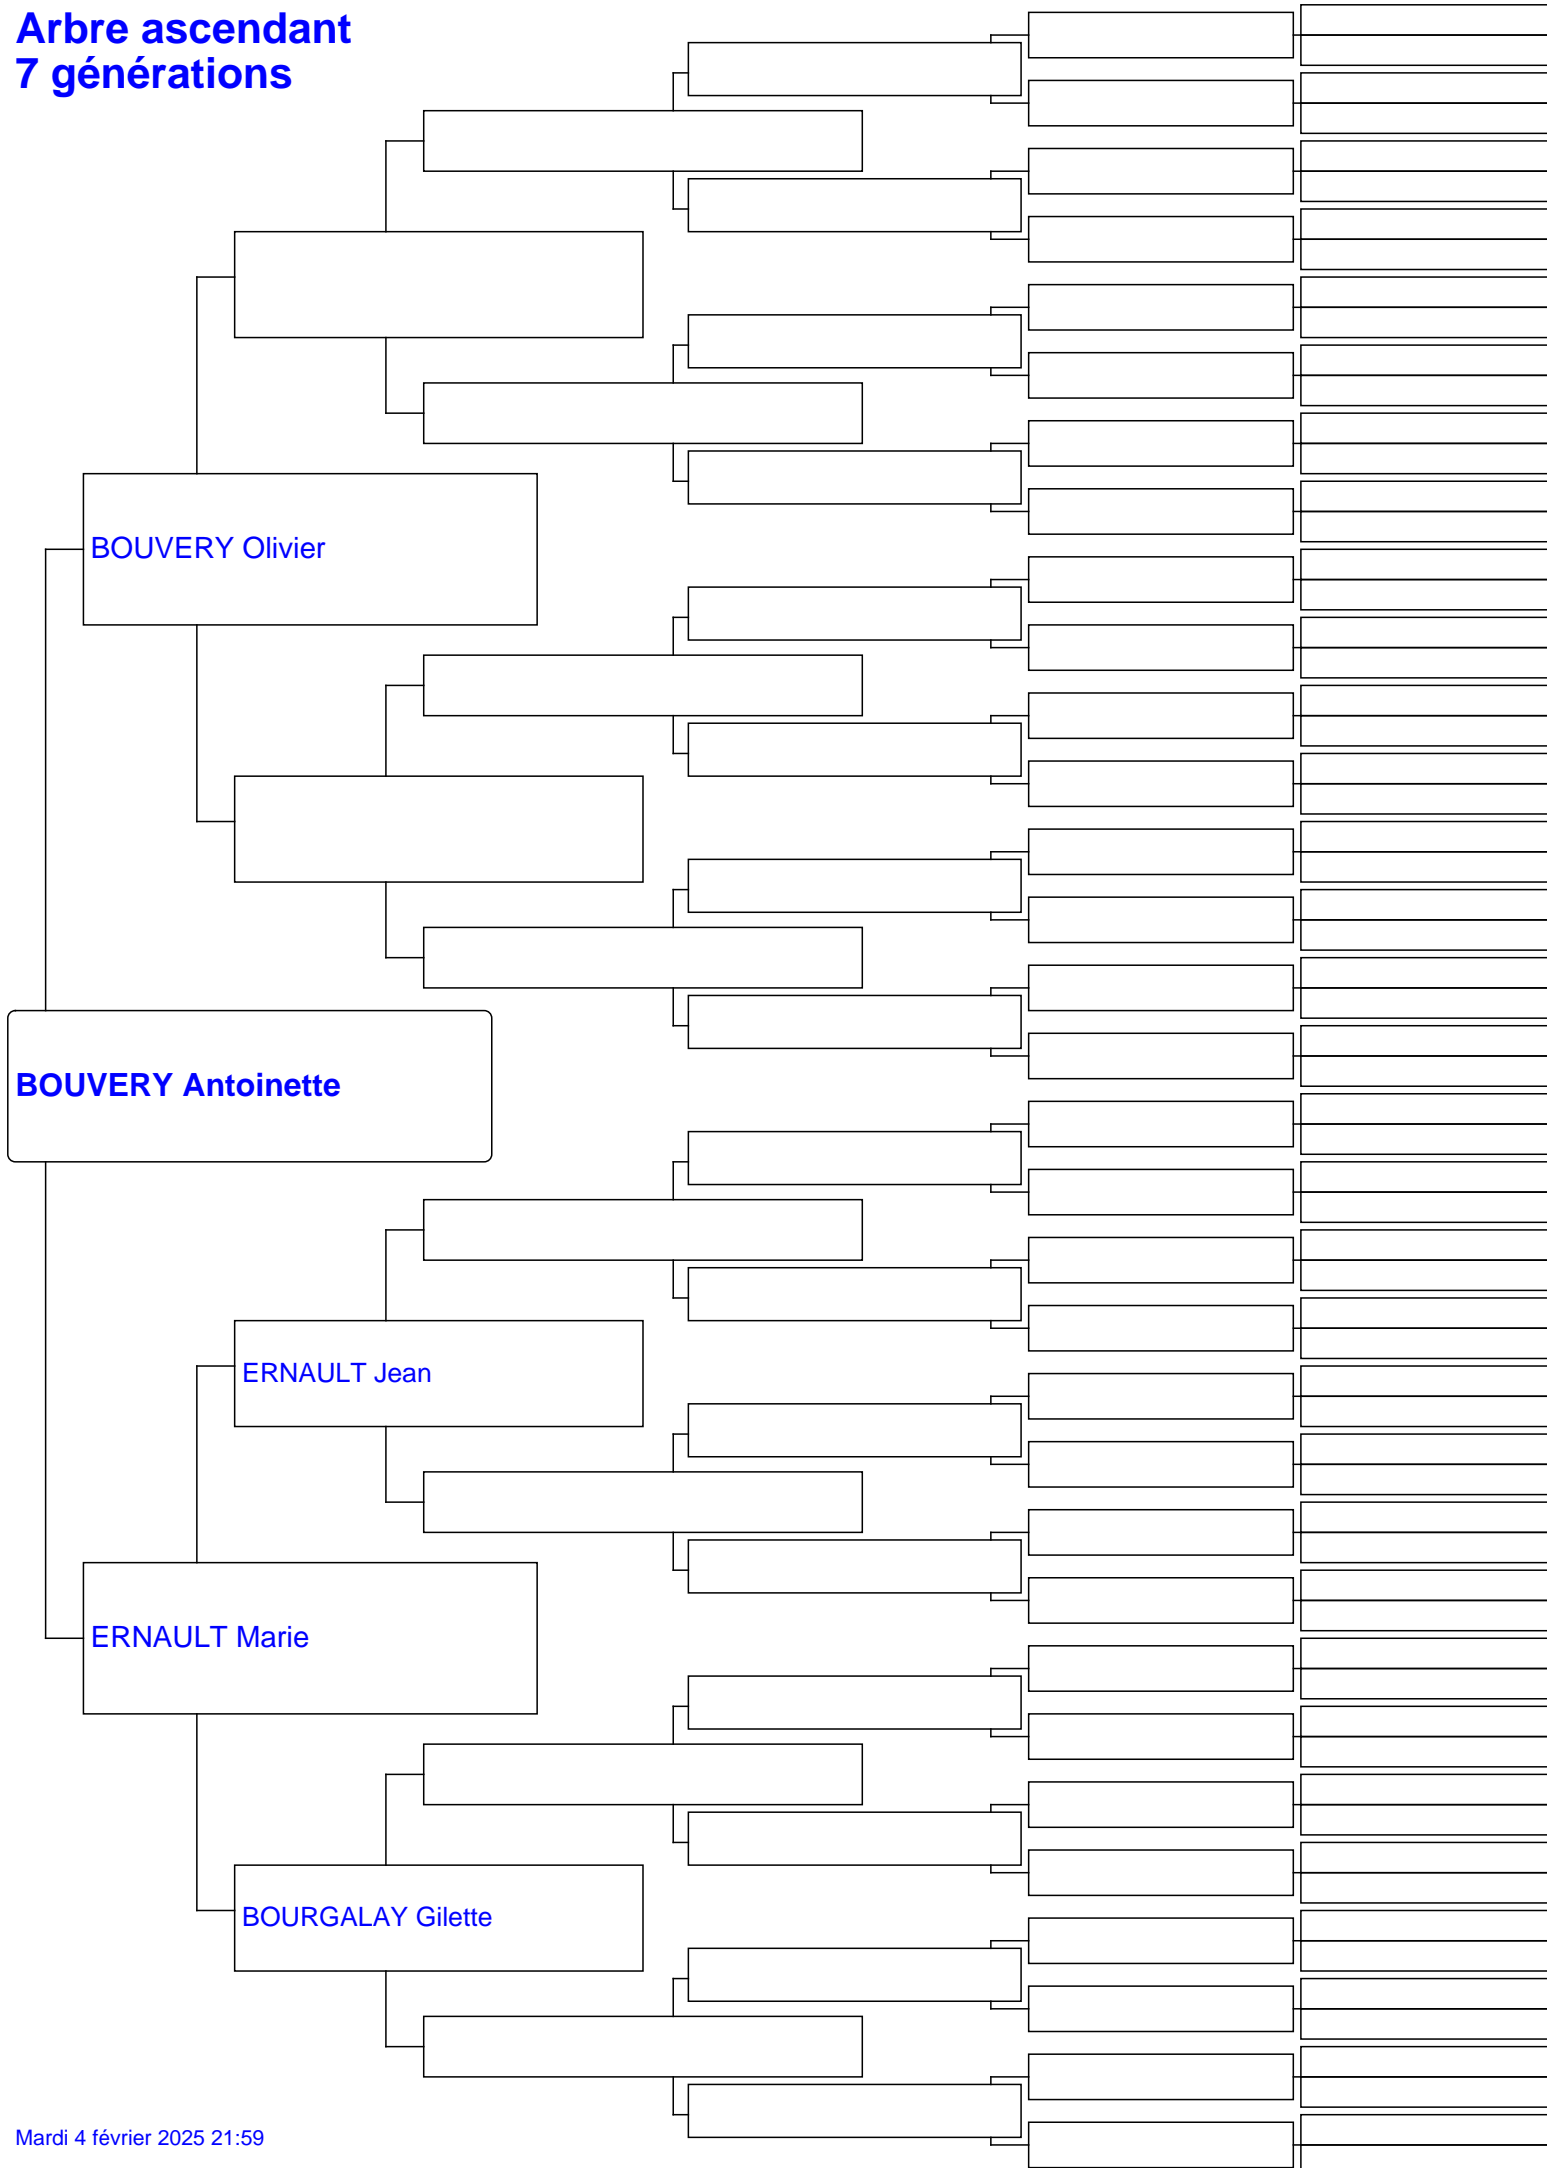 Arbre ascendant
7 générations
BOUVERY Olivier
BOUVERY Antoinette
ERNAULT Jean
ERNAULT Marie
BOURGALAY Gilette
Mardi 4 février 2025 21:59